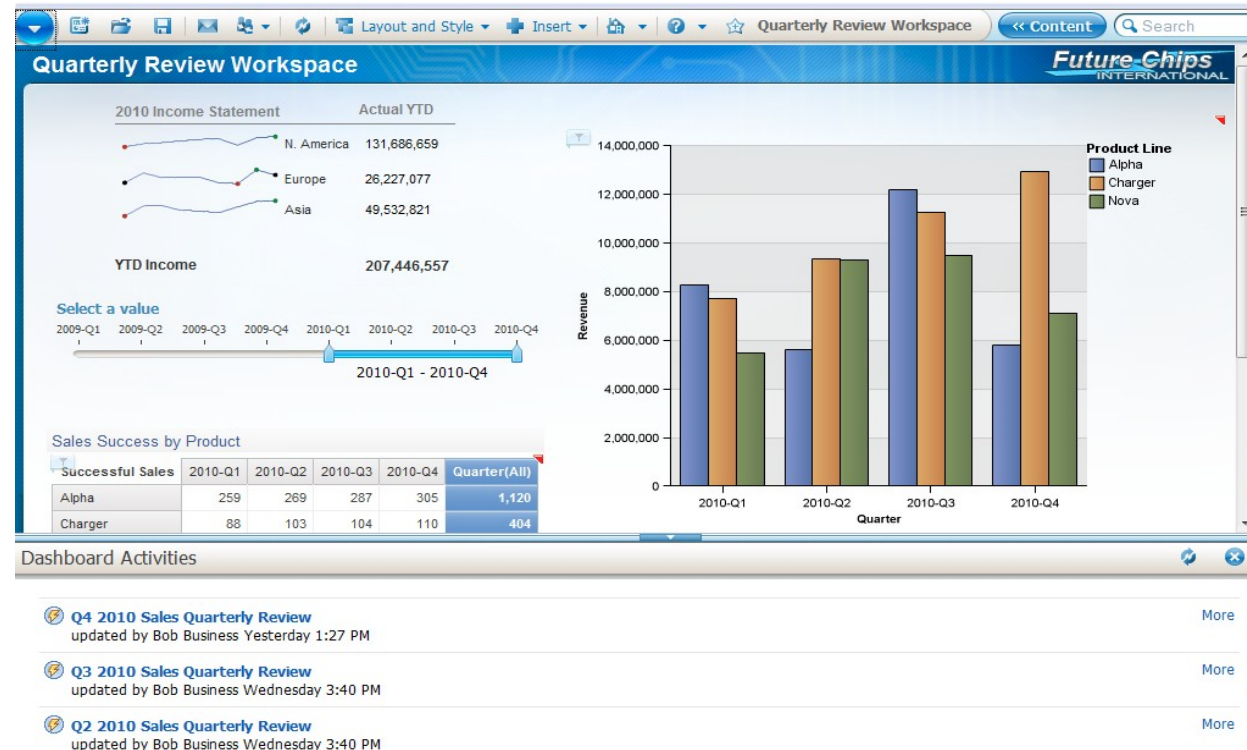 Layout and Style Insert Quarterly Review Workspace << Content Search
Quarterly Review Workspace
Future Chips
INTERNATIONAL
2010 Income Statement Actual YTD
N. America 131,686,659
Europe 26,227,077
Asia 49,532,821
YTD Income 207,446,557
Select a value
2009-Q1 2009-Q2 2009-Q3 2009-Q4 2010-Q1 2010-Q2 2010-Q3 2010-Q4
2010-Q1 - 2010-Q4
Sales Success by Product
Successful Sales 2010-Q1 2010-Q2 2010-Q3 2010-Q4 Quarter(All)
Alpha 259 269 287 305 1,120
Charger 88 103 104 110 404
14,000,000
12,000,000
10,000,000
8,000,000
6,000,000
4,000,000
2,000,000
0
Revenue
2010-Q1 2010-Q2 2010-Q3 2010-Q4
Quarter
Product Line
Alpha
Charger
Nova
Dashboard Activities
Q4 2010 Sales Quarterly Review More
updated by Bob Business Yesterday 1:27 PM
Q3 2010 Sales Quarterly Review More
updated by Bob Business Wednesday 3:40 PM
Q2 2010 Sales Quarterly Review More
updated by Bob Business Wednesday 3:40 PM